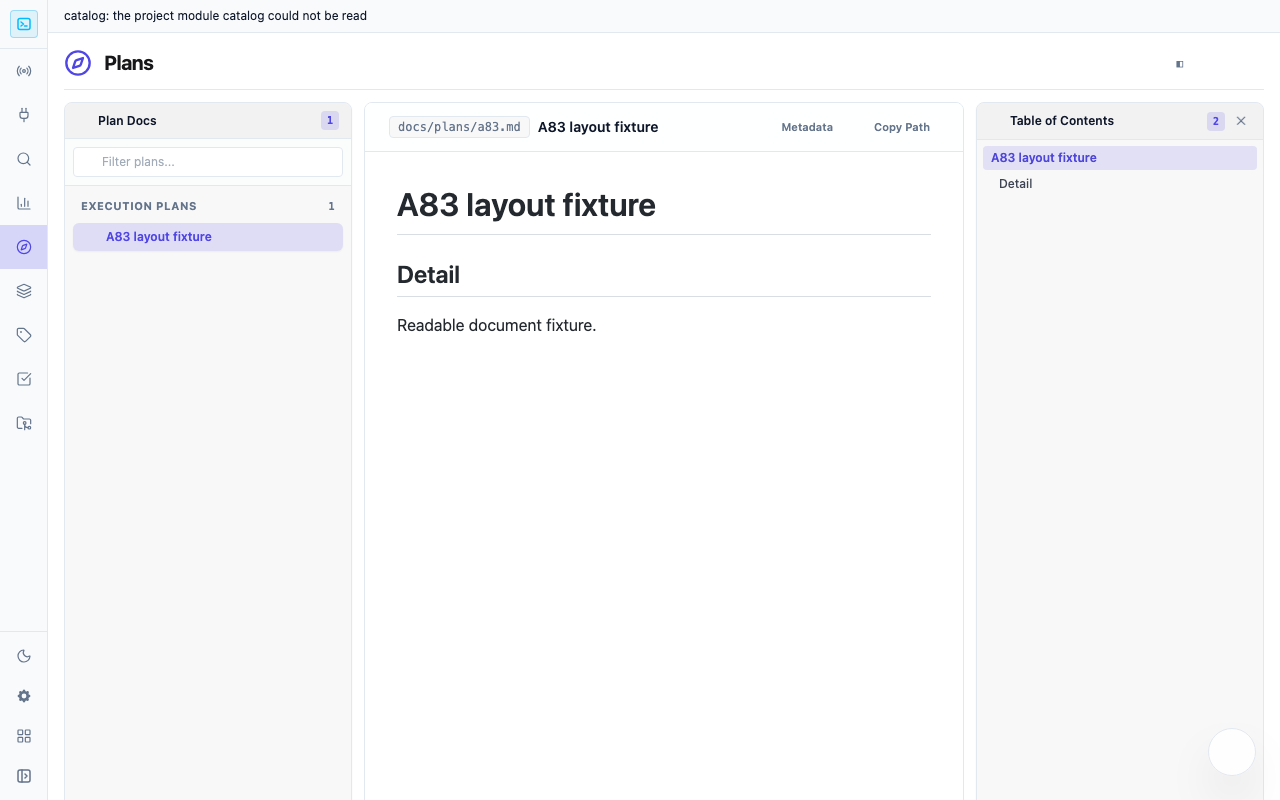 catalog: the project module catalog could not be read
Plans
Plan Docs
1
Filter plans...
EXECUTION PLANS
1
A83 layout fixture
docs/plans/a83.md
A83 layout fixture
Metadata
Copy Path
A83 layout fixture
Detail
Readable document fixture.
Table of Contents
2
A83 layout fixture
Detail